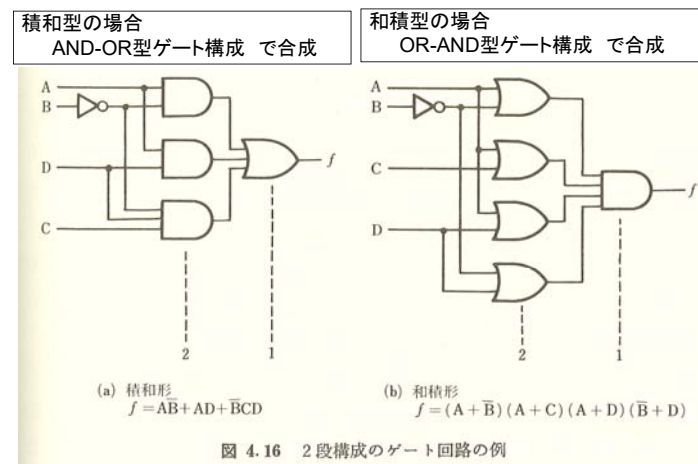 積和型の場合
AND-OR型ゲート構成 で合成
和積型の場合
OR-AND型ゲート構成 で合成
A
B
D
C
f
2
1
(a) 積和形
f=AB̅+AD+B̅CD
A
B
C
D
f
2
1
(b) 和積形
f=(A+B̅)(A+C)(A+D)(B̅+D)
図 4.16 2段構成のゲート回路の例